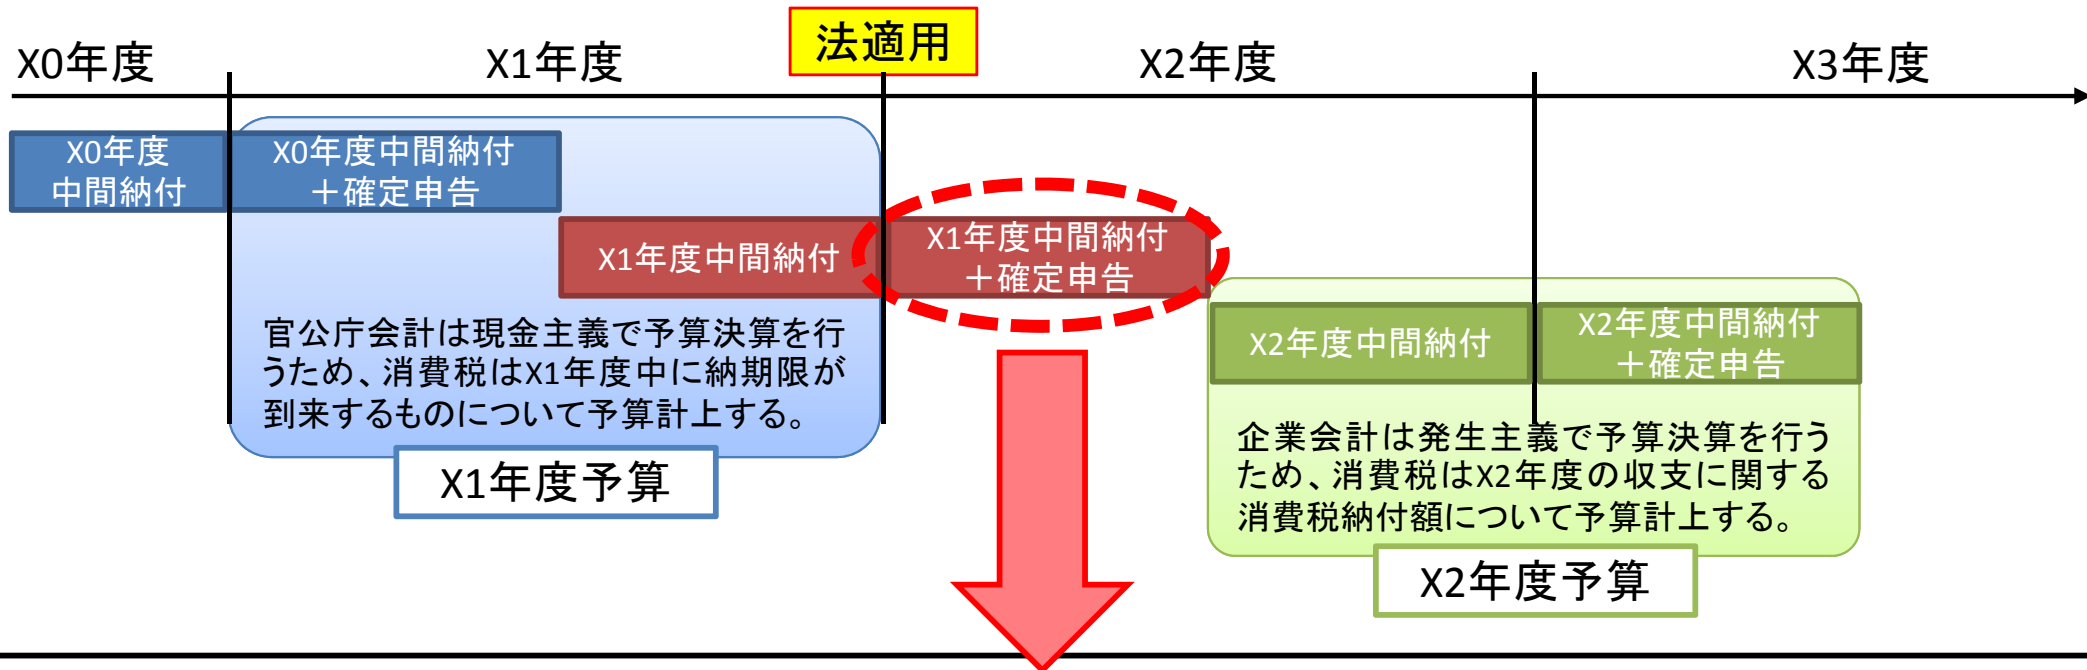 法適用
X0年度
X1年度
X2年度
X3年度
X0年度
中間納付
X0年度中間納付
＋確定申告
X1年度中間納付
X1年度中間納付
＋確定申告
官公庁会計は現金主義で予算決算を行
うため、消費税はX1年度中に納期限が
到来するものについて予算計上する。
X1年度予算
X2年度中間納付
X2年度中間納付
＋確定申告
企業会計は発生主義で予算決算を行う
ため、消費税はX2年度の収支に関する
消費税納付額について予算計上する。
X2年度予算